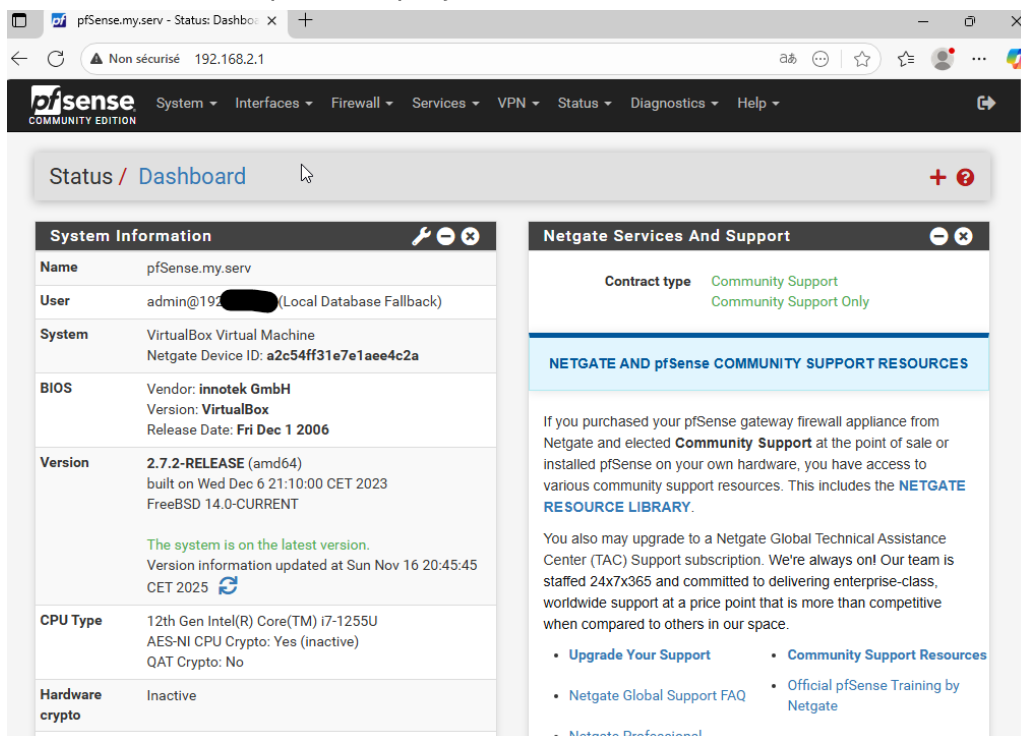 pfSense.my.serv - Status: Dashboa
Non sécurisé 192.168.2.1
pfsense
COMMUNITY EDITION
System Interfaces Firewall Services VPN Status Diagnostics Help
Status / Dashboard
System Information
Name pfSense.my.serv
User admin@192 (Local Database Fallback)
System VirtualBox Virtual Machine
Netgate Device ID: a2c54ff31e7e1aee4c2a
BIOS Vendor: innotek GmbH
Version: VirtualBox
Release Date: Fri Dec 1 2006
Version 2.7.2-RELEASE (amd64)
built on Wed Dec 6 21:10:00 CET 2023
FreeBSD 14.0-CURRENT
The system is on the latest version.
Version information updated at Sun Nov 16 20:45:45
CET 2025
CPU Type 12th Gen Intel(R) Core(TM) i7-1255U
AES-NI CPU Crypto: Yes (inactive)
QAT Crypto: No
Hardware Inactive
crypto
Netgate Services And Support
Contract type Community Support
Community Support Only
NETGATE AND pfSense COMMUNITY SUPPORT RESOURCES
If you purchased your pfSense gateway firewall appliance from
Netgate and elected Community Support at the point of sale or
installed pfSense on your own hardware, you have access to
various community support resources. This includes the NETGATE
RESOURCE LIBRARY.
You also may upgrade to a Netgate Global Technical Assistance
Center (TAC) Support subscription. We're always on! Our team is
staffed 24x7x365 and committed to delivering enterprise-class,
worldwide support at a price point that is more than competitive
when compared to others in our space.
Upgrade Your Support
Netgate Global Support FAQ
Netgate Professional
Community Support Resources
Official pfSense Training by
Netgate